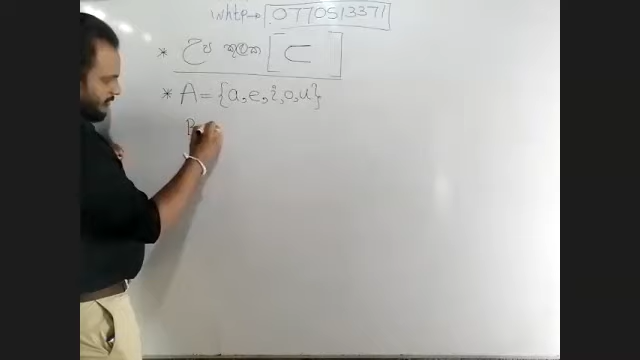 Whtp→ 0770513371
* උප කුලක [⊂]
* A = {a, e, i, o, u}
B